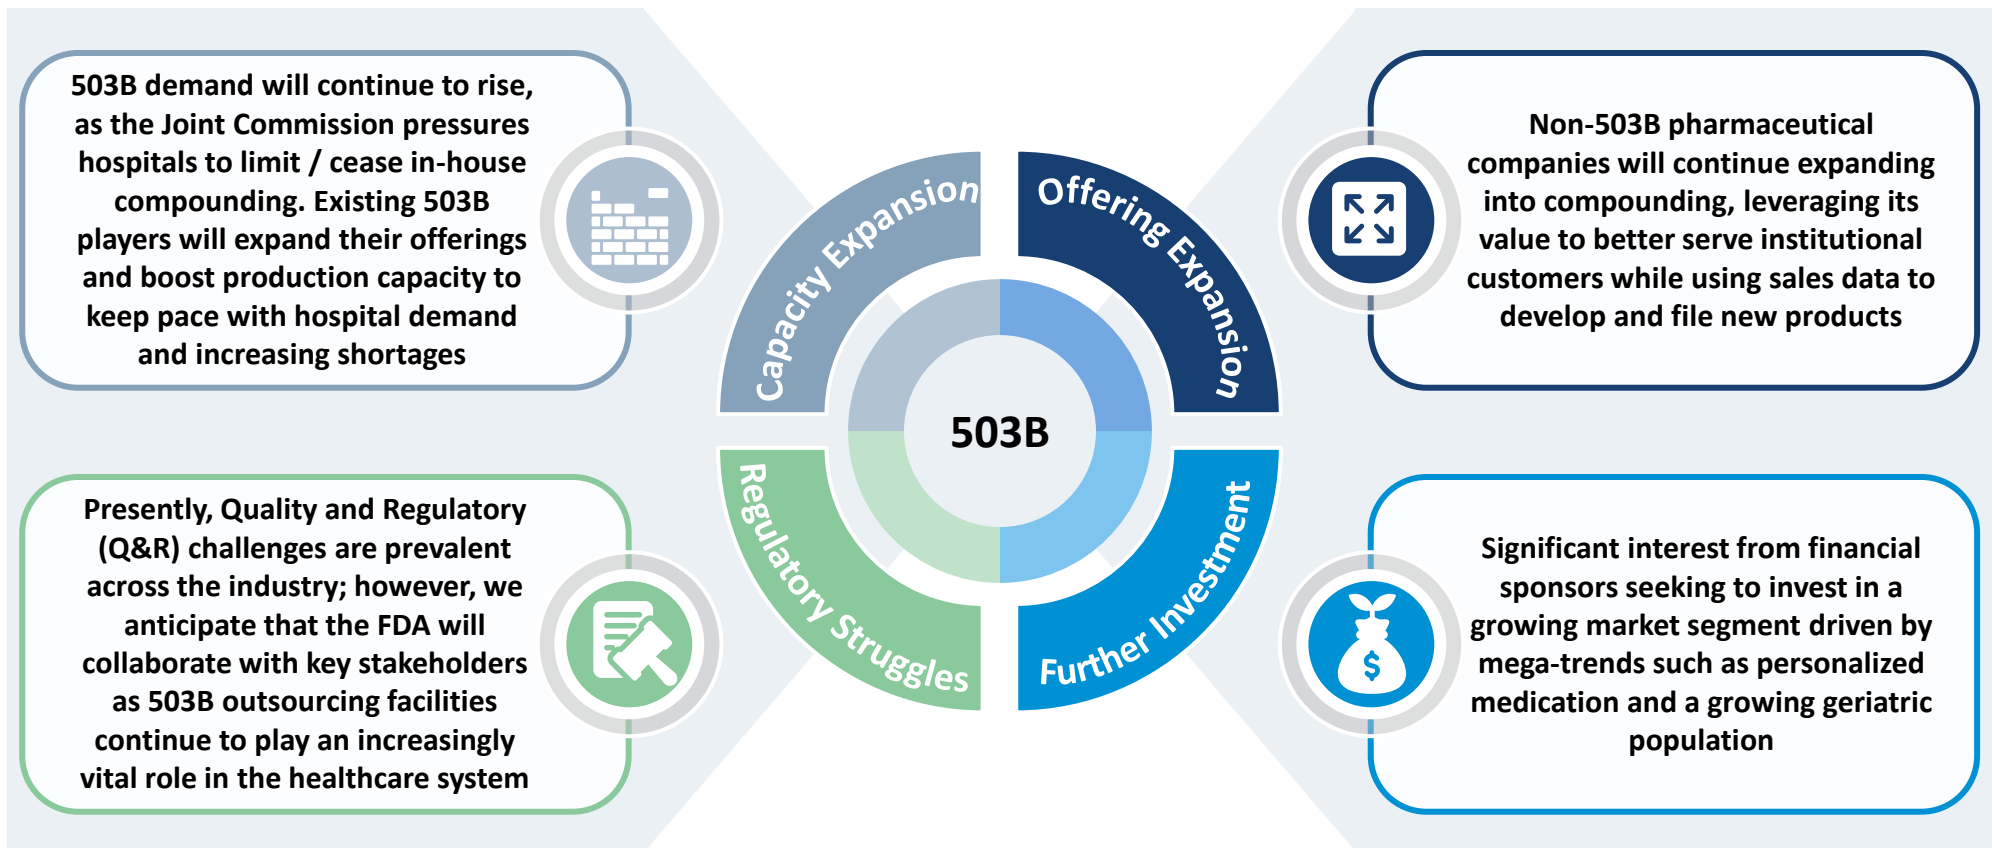 503B demand will continue to rise,
as the Joint Commission pressures
hospitals to limit / cease in-house
compounding. Existing 503B
players will expand their offerings
and boost production capacity to
keep pace with hospital demand
and increasing shortages
Capacity Expansion
Offering Expansion
Non-503B pharmaceutical
companies will continue expanding
into compounding, leveraging its
value to better serve institutional
customers while using sales data to
develop and file new products
503B
Presently, Quality and Regulatory
(Q&R) challenges are prevalent
across the industry; however, we
anticipate that the FDA will
collaborate with key stakeholders
as 503B outsourcing facilities
continue to play an increasingly
vital role in the healthcare system
Regulatory Struggles
Further Investment
$
Significant interest from financial
sponsors seeking to invest in a
growing market segment driven by
mega-trends such as personalized
medication and a growing geriatric
population